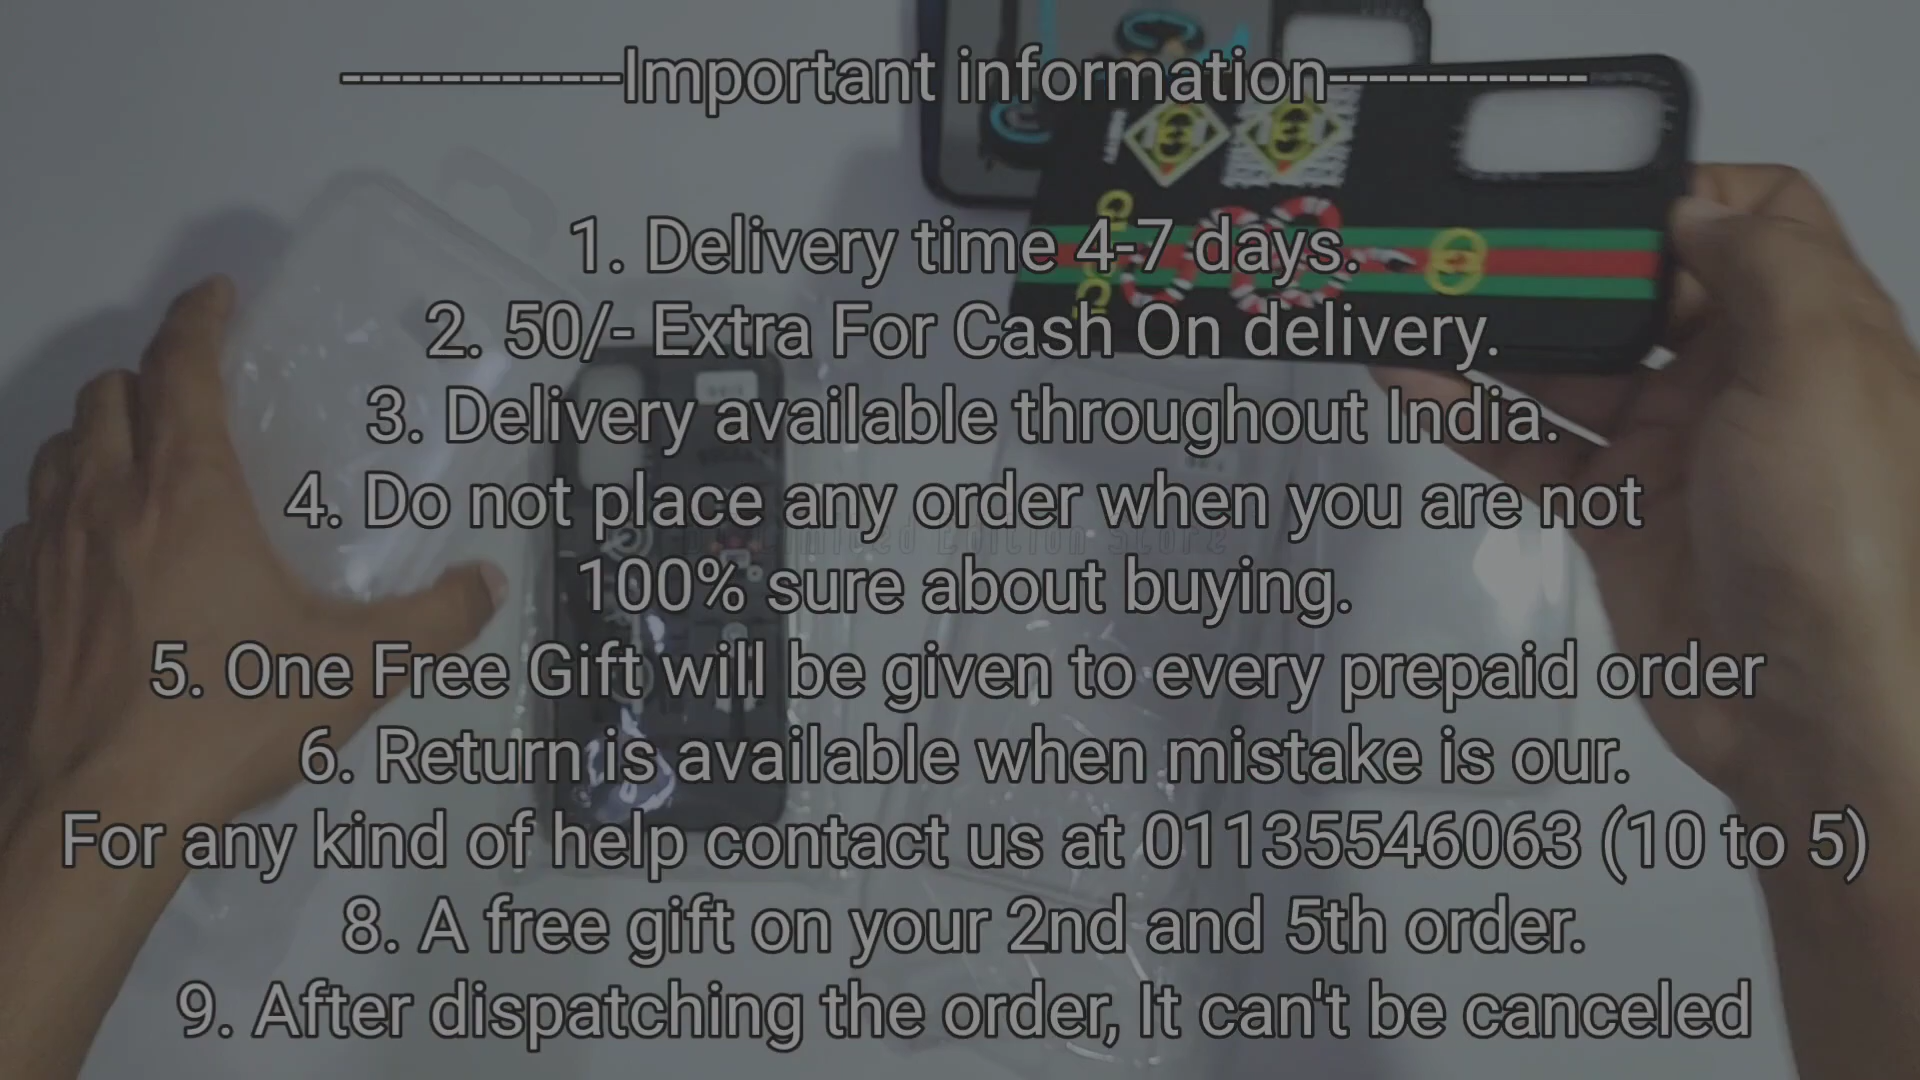 --------------Important information-------------
1. Delivery time 4-7 days.
2. 50/- Extra For Cash On delivery.
3. Delivery available throughout India.
4. Do not place any order when you are not
100% sure about buying.
5. One Free Gift will be given to every prepaid order
6. Return is available when mistake is our.
For any kind of help contact us at 01135546063 (10 to 5)
8. A free gift on your 2nd and 5th order.
9. After dispatching the order, It can't be canceled
Limited Edition Store